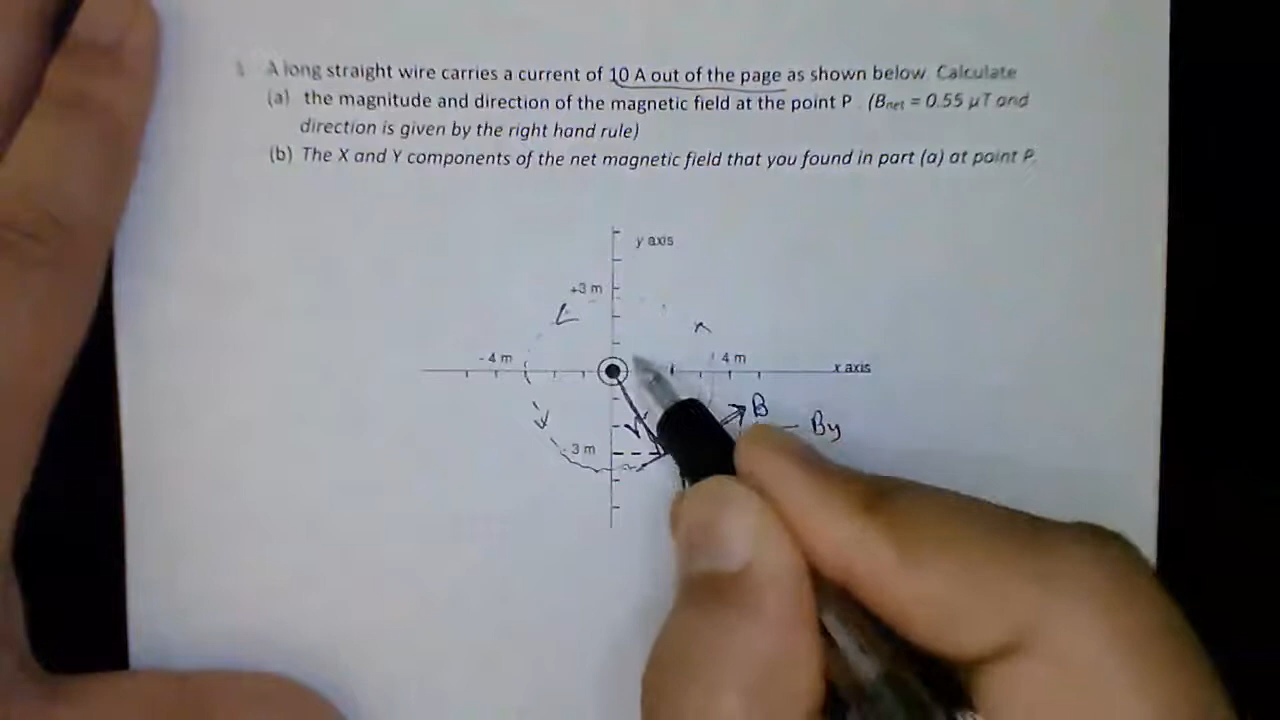 A long straight wire carries a current of 10 A out of the page as shown below. Calculate
(a) the magnitude and direction of the magnetic field at the point P. (Bnet = 0.55 µT and
direction is given by the right hand rule)
(b) The X and Y components of the net magnetic field that you found in part (a) at point P.
y axis
+3 m
- 4 m
4 m
x axis
B
By
- 3 m